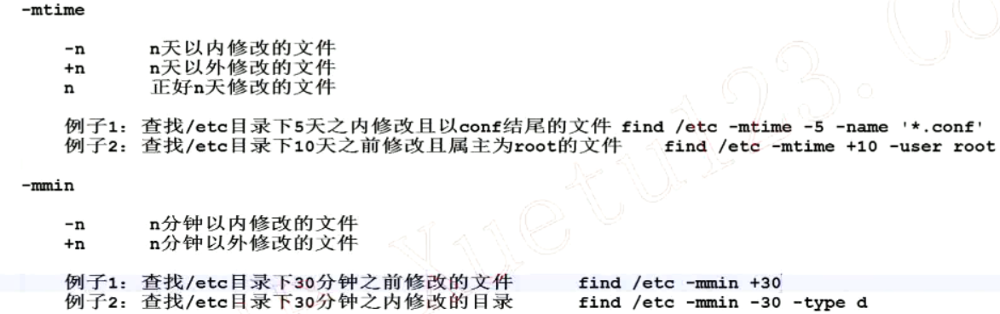 -mtime
-n n天以内修改的文件
+n n天以外修改的文件
n 正好n天修改的文件
例子1：查找/etc目录下5天之内修改且以conf结尾的文件 find /etc -mtime -5 -name '*.conf'
例子2：查找/etc目录下10天之前修改且属主为root的文件 find /etc -mtime +10 -user root
-mmin
-n n分钟以内修改的文件
+n n分钟以外修改的文件
例子1：查找/etc目录下30分钟之前修改的文件 find /etc -mmin +30
例子2：查找/etc目录下30分钟之内修改的目录 find /etc -mmin -30 -type d
Xuetu123.Co